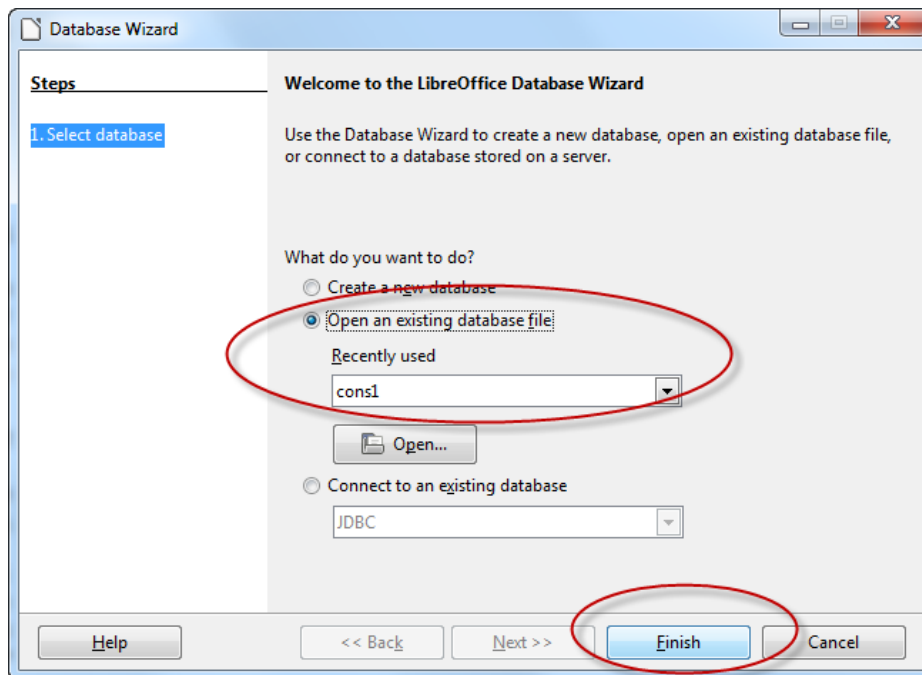 Database Wizard
Steps
1. Select database
Welcome to the LibreOffice Database Wizard
Use the Database Wizard to create a new database, open an existing database file,
or connect to a database stored on a server.
What do you want to do?
Create a new database
Open an existing database file
Recently used
cons1
Open...
Connect to an existing database
JDBC
Help
<< Back
Next >>
Finish
Cancel